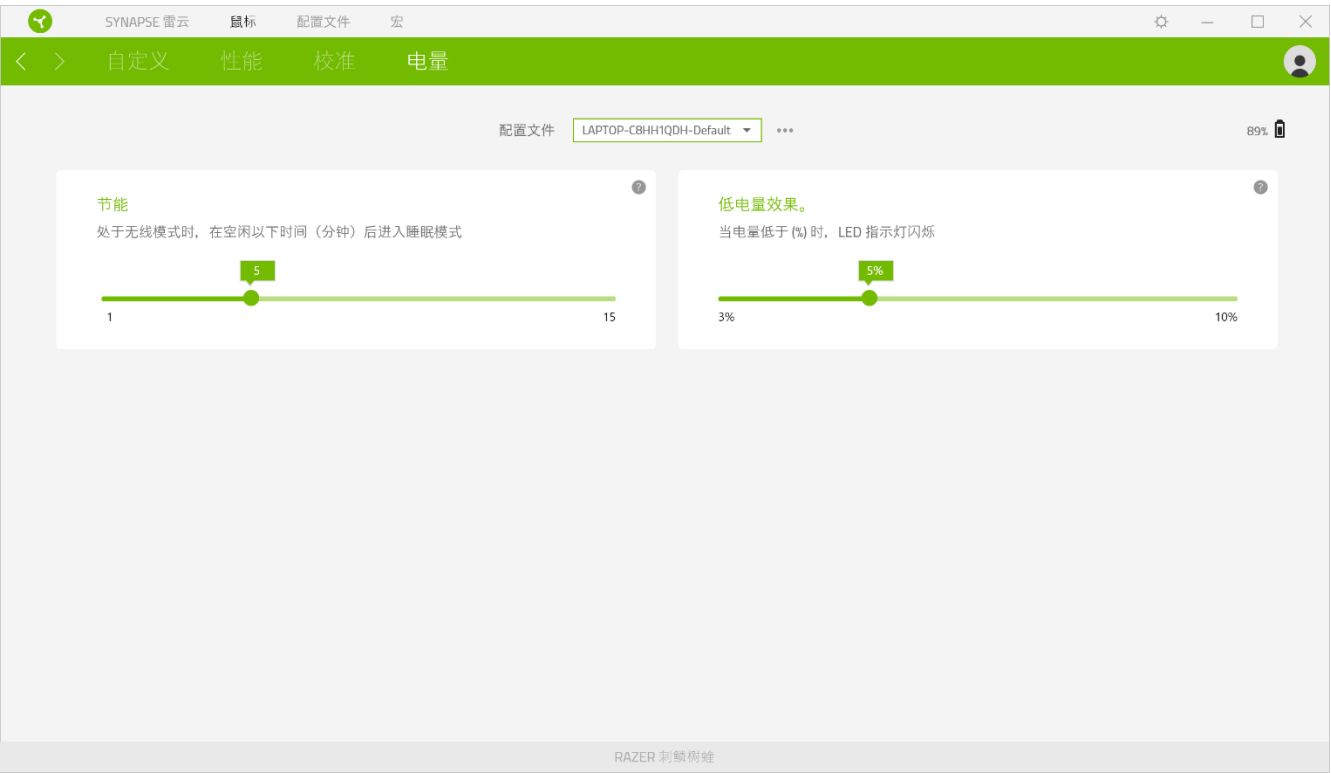 SYNAPSE 雷云 鼠标 配置文件 宏
自定义 性能 校准 电量
配置文件 LAPTOP-C8HH1QDH-Default 89%
节能
处于无线模式时，在空闲以下时间（分钟）后进入睡眠模式
5
1 15
低电量效果。
当电量低于 (%) 时，LED 指示灯闪烁
5%
3% 10%
RAZER 刺鳞树蝰